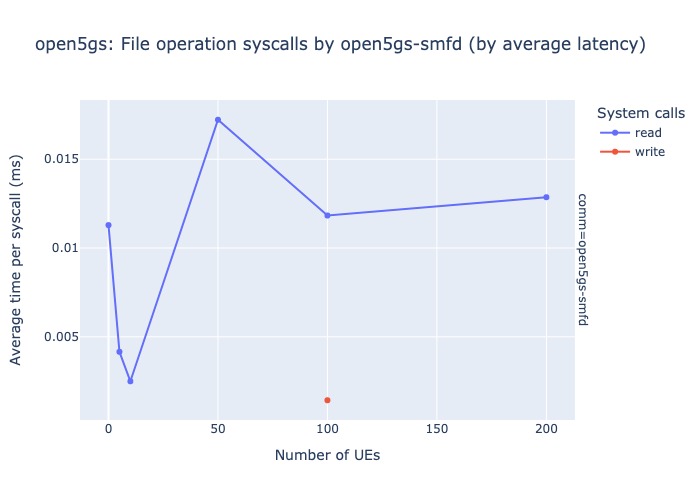 open5gs: File operation syscalls by open5gs-smfd (by average latency)
System calls
read
write
Average time per syscall (ms)
0.015
0.01
0.005
comm=open5gs-smfd
0
50
100
150
200
Number of UEs